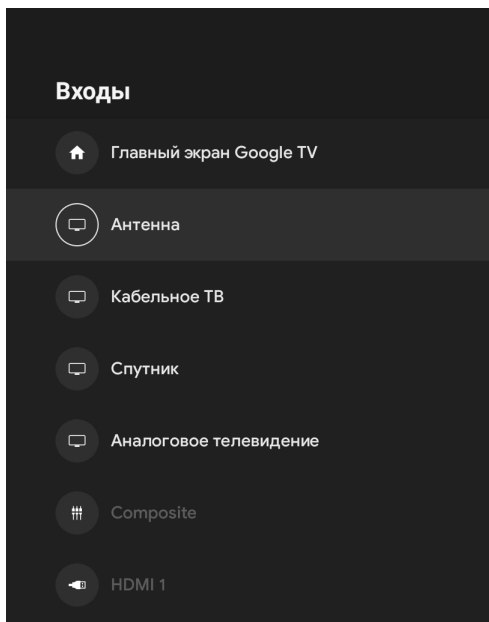 Входы
Главный экран Google TV
Антенна
Кабельное ТВ
Спутник
Аналоговое телевидение
Composite
HDMI 1